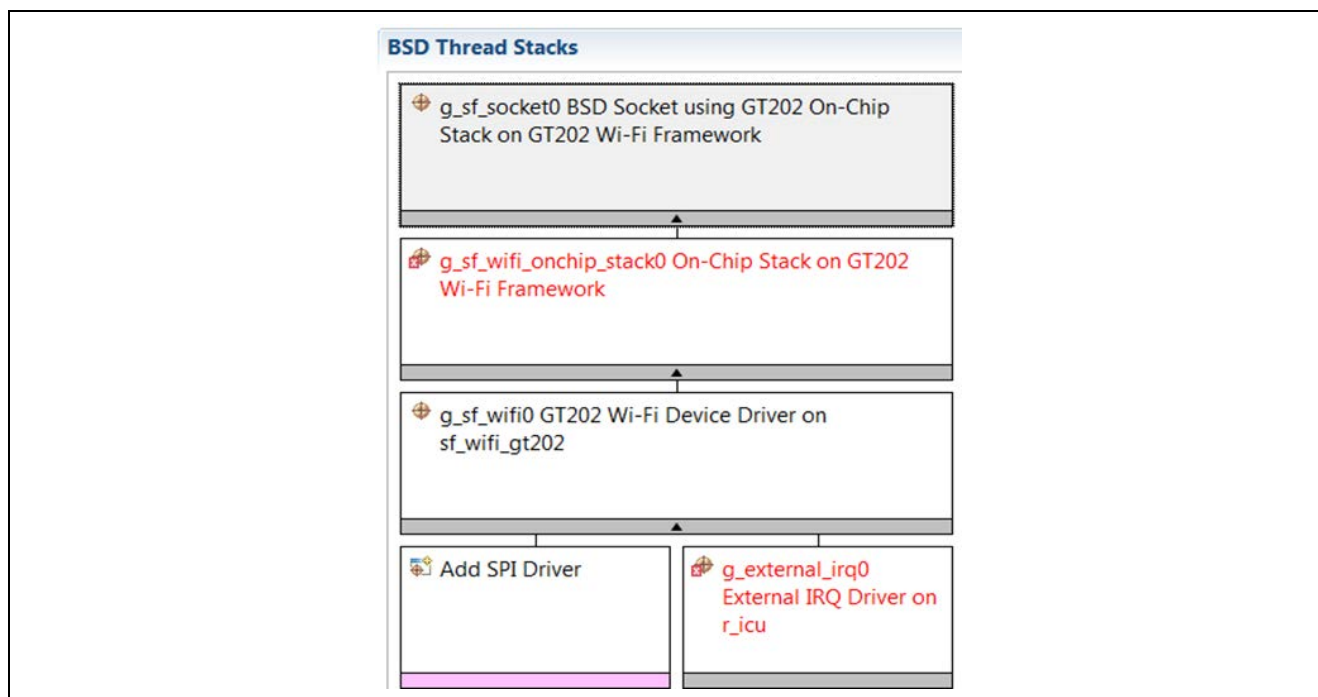 BSD Thread Stacks
g_sf_socket0 BSD Socket using GT202 On-Chip
Stack on GT202 Wi-Fi Framework
g_sf_wifi_onchip_stack0 On-Chip Stack on GT202
Wi-Fi Framework
g_sf_wifi0 GT202 Wi-Fi Device Driver on
sf_wifi_gt202
Add SPI Driver
g_external_irq0
External IRQ Driver on
r_icu